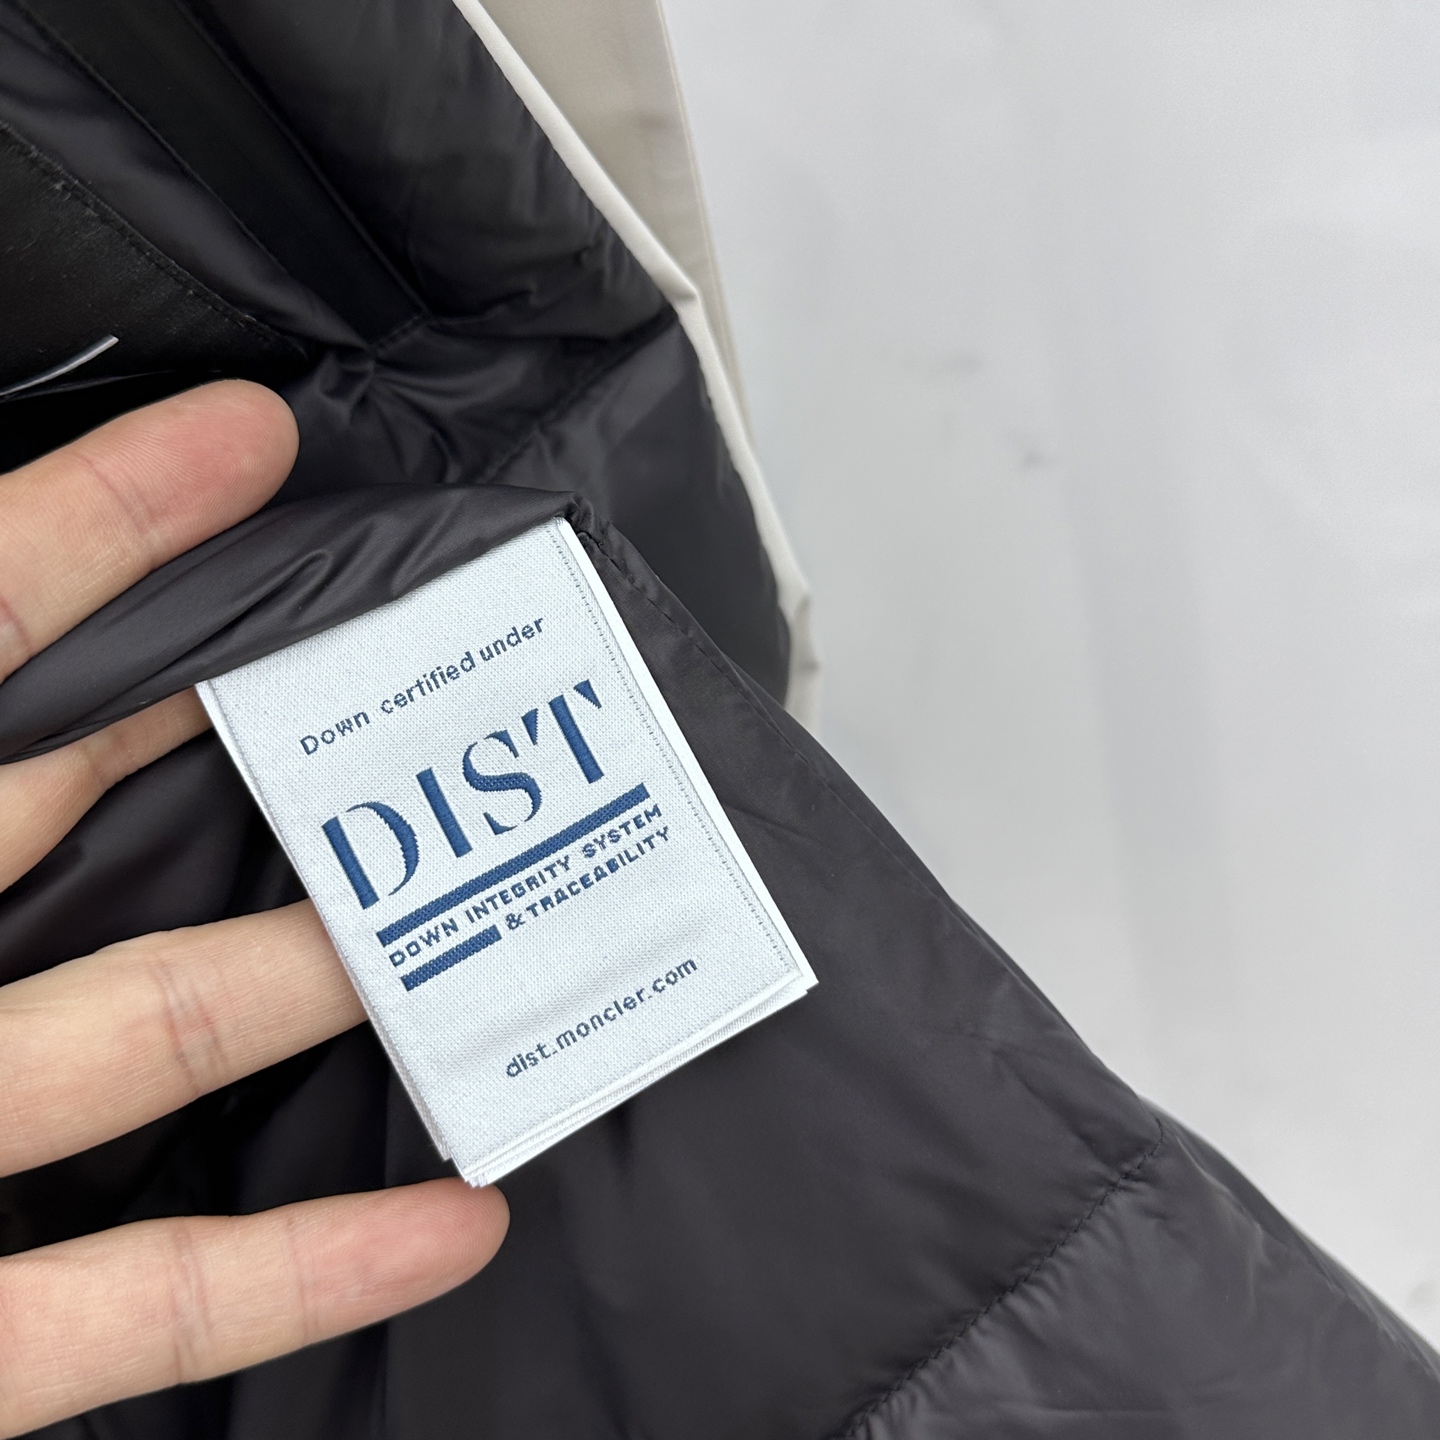 Down certified under
DIST
DOWN INTEGRITY SYSTEM
& TRACEABILITY
dist.moncler.com